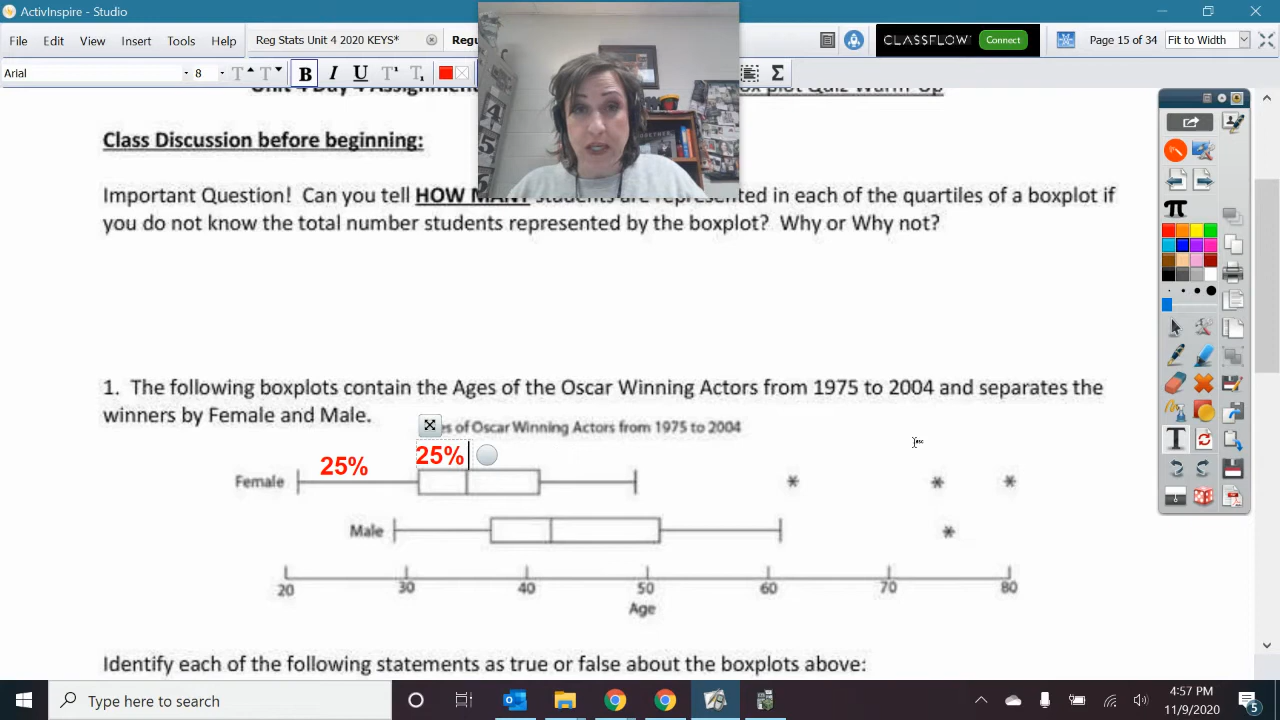 ActivInspire - Studio
File Edit View Insert Tools Help Reg Stats Unit 4 2020 KEYS* CLASSFLOW Connect Page 15 of 34 Fit to Width
Arial 8 B I U Σ
Class Discussion before beginning:
Important Question! Can you tell HOW MANY students are represented in each of the quartiles of a boxplot if
you do not know the total number students represented by the boxplot? Why or Why not?
1. The following boxplots contain the Ages of the Oscar Winning Actors from 1975 to 2004 and separates the
winners by Female and Male.
of Oscar Winning Actors from 1975 to 2004
25% 25%
Female
Male
20 30 40 50 60 70 80
Age
Identify each of the following statements as true or false about the boxplots above:
Type here to search
4:57 PM
11/9/2020
5